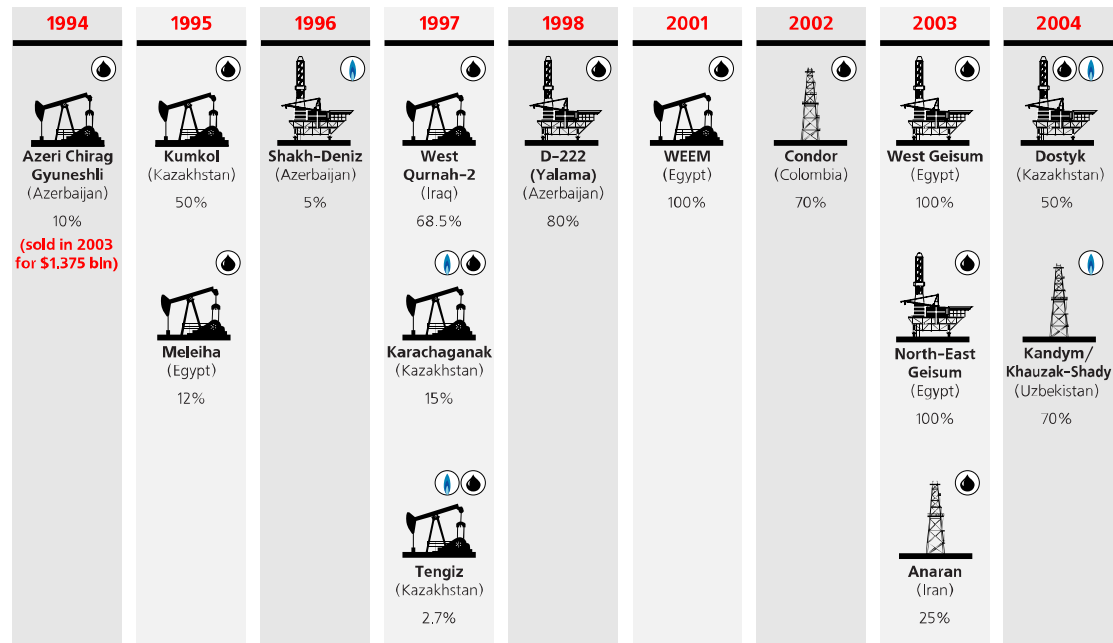 1994
Azeri Chirag
Gyuneshli
(Azerbaijan)
10%
(sold in 2003
for $1,375 bln)
1995
Kumkol
(Kazakhstan)
50%
Meleiha
(Egypt)
12%
1996
Shakh-Deniz
(Azerbaijan)
5%
1997
West
Qurnah-2
(Iraq)
68.5%
Karachaganak
(Kazakhstan)
15%
Tengiz
(Kazakhstan)
2.7%
1998
D-222
(Yalama)
(Azerbaijan)
80%
2001
WEEM
(Egypt)
100%
2002
Condor
(Colombia)
70%
2003
West Geisum
(Egypt)
100%
North-East
Geisum
(Egypt)
100%
Anaran
(Iran)
25%
2004
Dostyk
(Kazakhstan)
50%
Kandym/
Khauzak-Shady
(Uzbekistan)
70%